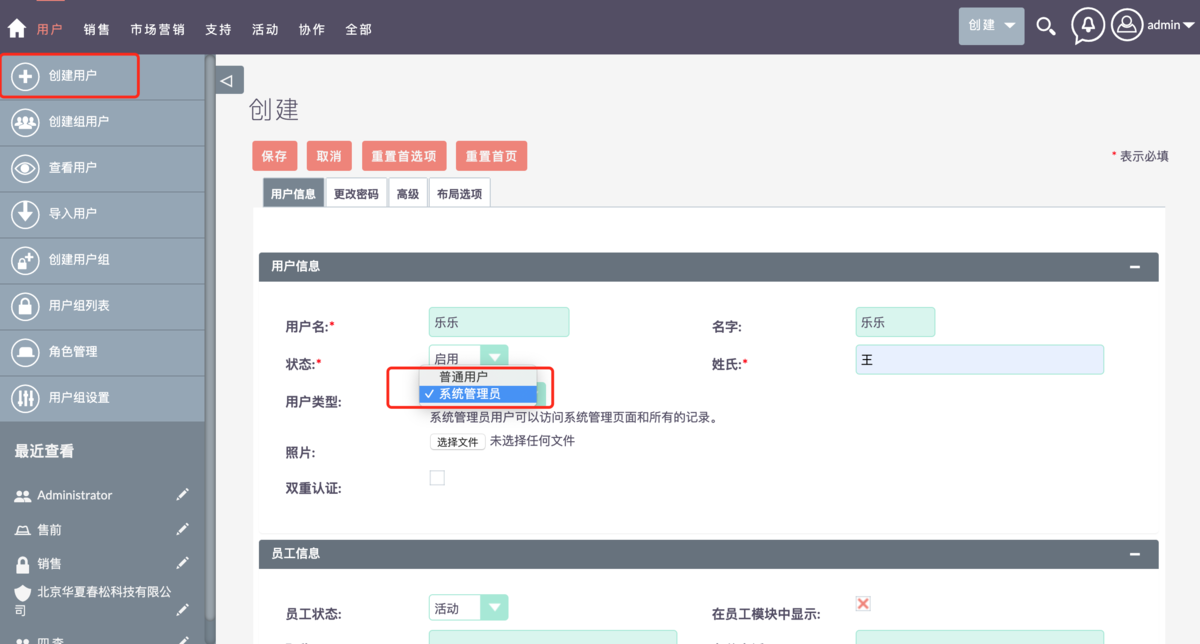 用户 销售 市场营销 支持 活动 协作 全部 创建 admin
创建用户
创建组用户
查看用户
导入用户
创建用户组
用户组列表
角色管理
用户组设置
最近查看
Administrator
售前
销售
北京华夏春松科技有限公
司
创建
保存 取消 重置首选项 重置首页
* 表示必填
用户信息 更改密码 高级 布局选项
用户信息
用户名:* 乐乐 名字: 乐乐
状态:* 启用 姓氏:* 王
普通用户
用户类型: ✓ 系统管理员
系统管理员用户可以访问系统管理页面和所有的记录。
照片: 选择文件 未选择任何文件
双重认证:
员工信息
员工状态: 活动 在员工模块中显示: